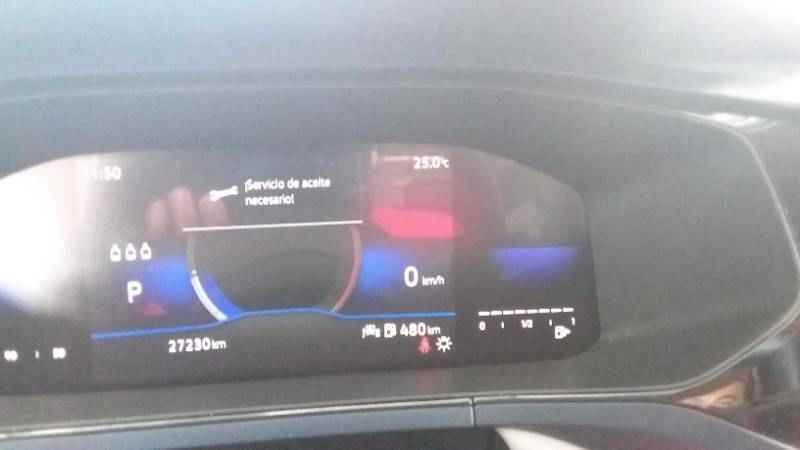 25.0°C
¡Servicio de aceite
necesario!
P
0 km/h
27230 km
480 km
0 1/2 1